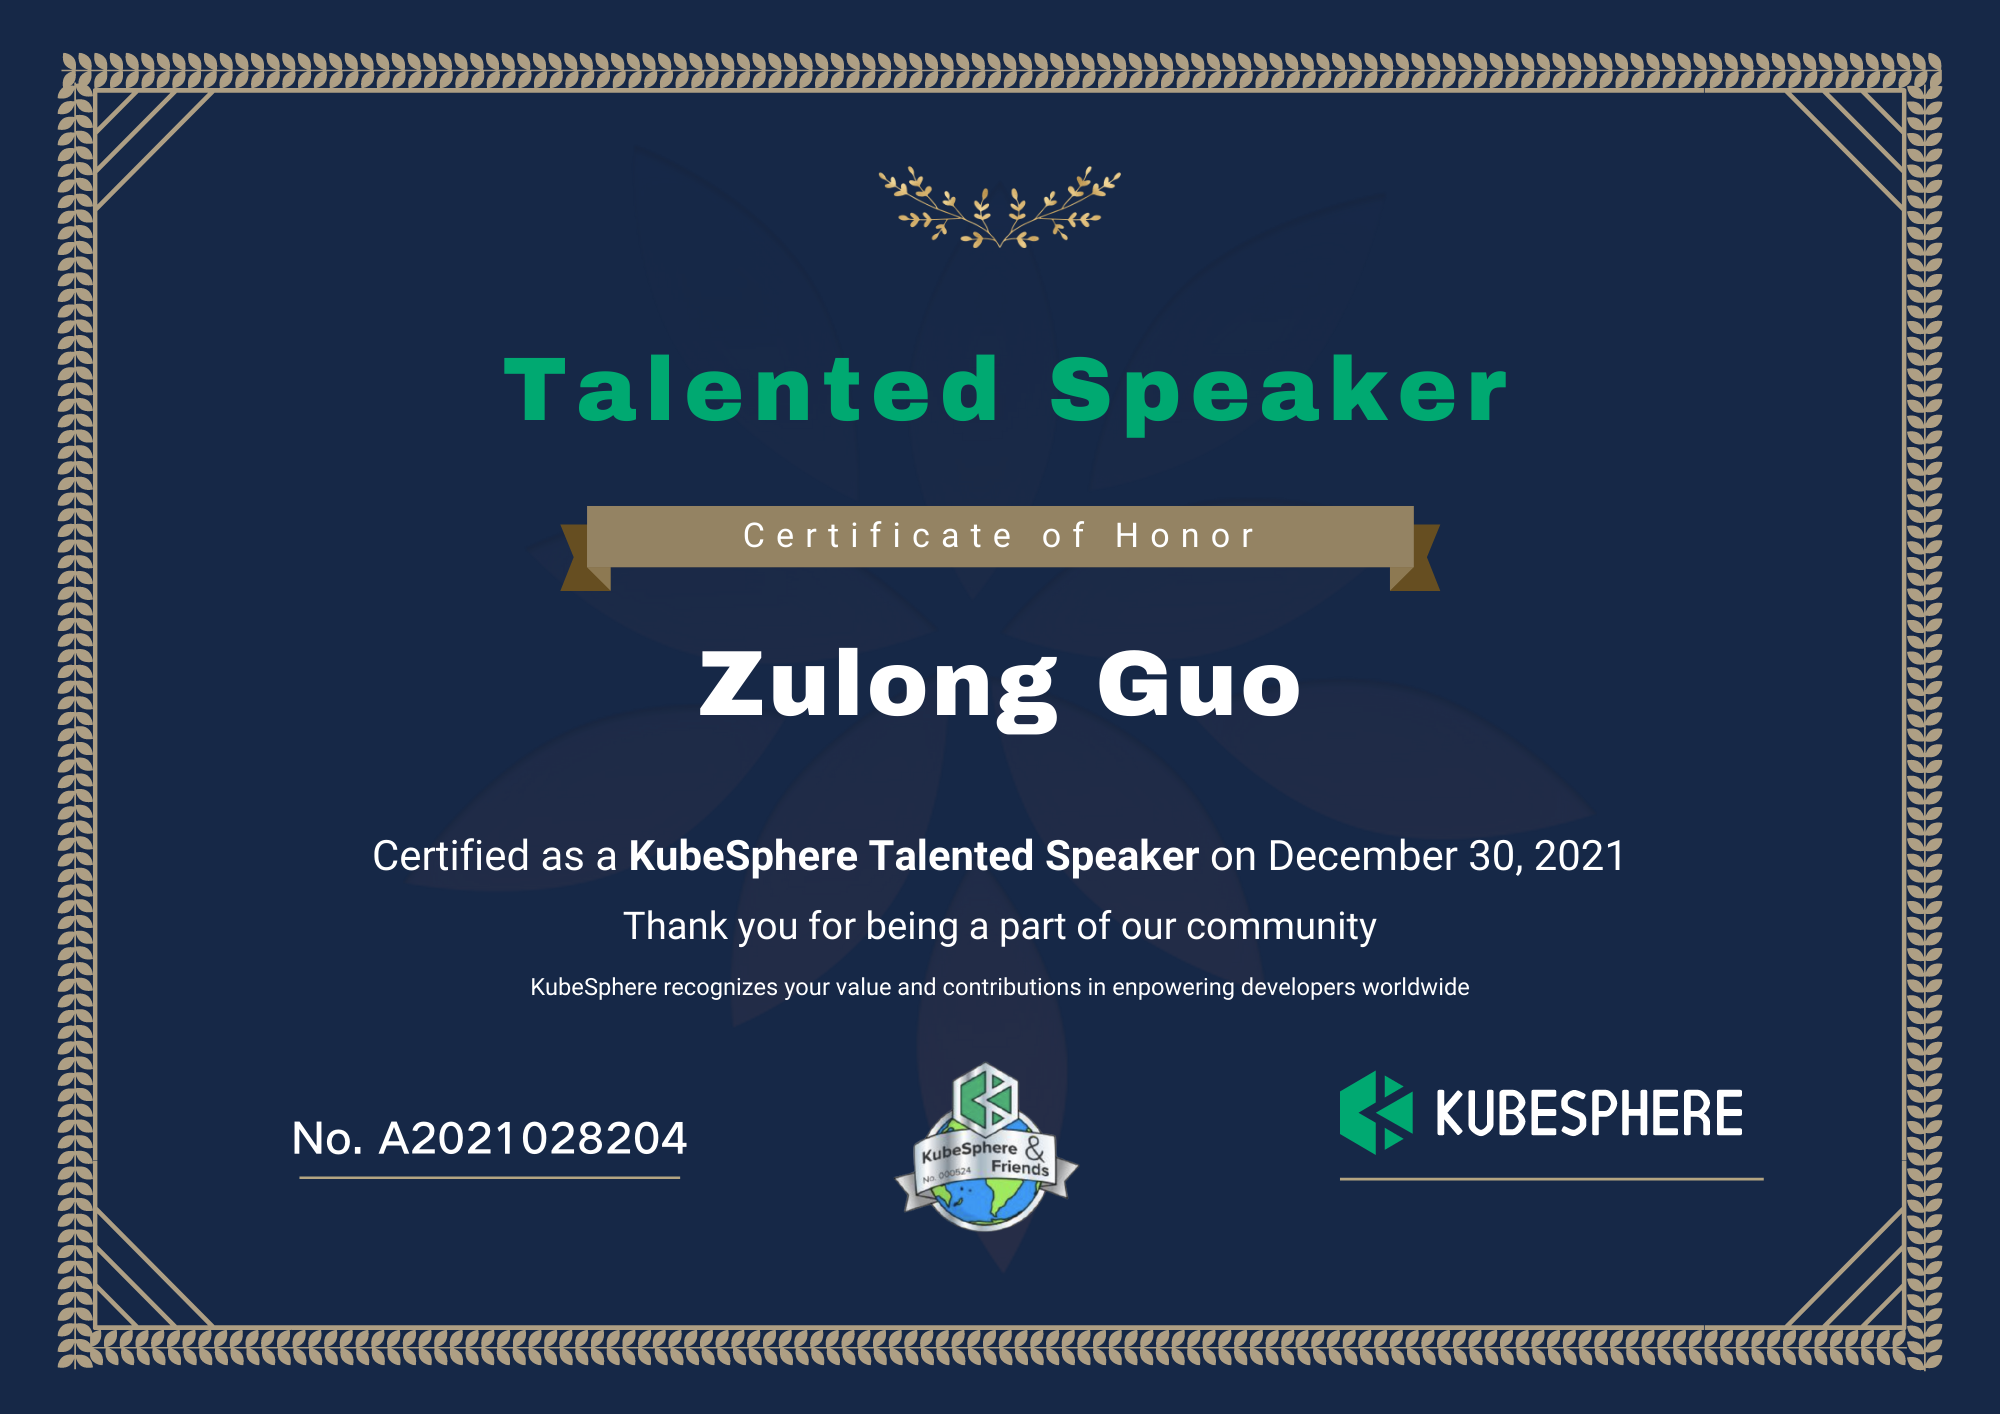 Talented Speaker
Certificate of Honor
Zulong Guo
Certified as a KubeSphere Talented Speaker on December 30, 2021
Thank you for being a part of our community
KubeSphere recognizes your value and contributions in enpowering developers worldwide
No. A2021028204
KubeSphere &
Friends
No. 000524
KUBESPHERE